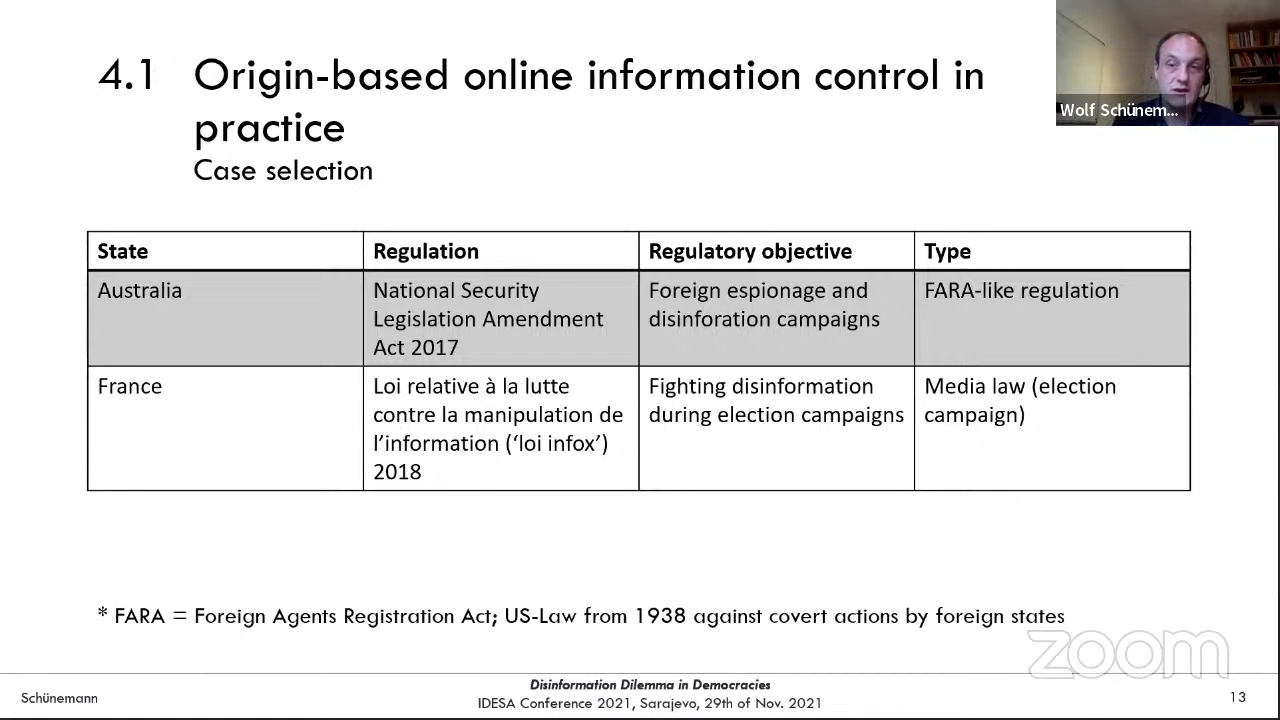 4.1 Origin-based online information control in
practice
Case selection
Wolf Schünem...
State Regulation Regulatory objective Type
Australia
National Security
Legislation Amendment
Act 2017
Foreign espionage and
disinforation campaigns
FARA-like regulation
France
Loi relative à la lutte
contre la manipulation de
l'information ('loi infox')
2018
Fighting disinformation
during election campaigns
Media law (election
campaign)
* FARA = Foreign Agents Registration Act; US-Law from 1938 against covert actions by foreign states
zoom
Schünemann
Disinformation Dilemma in Democracies
IDESA Conference 2021, Sarajevo, 29th of Nov. 2021
13